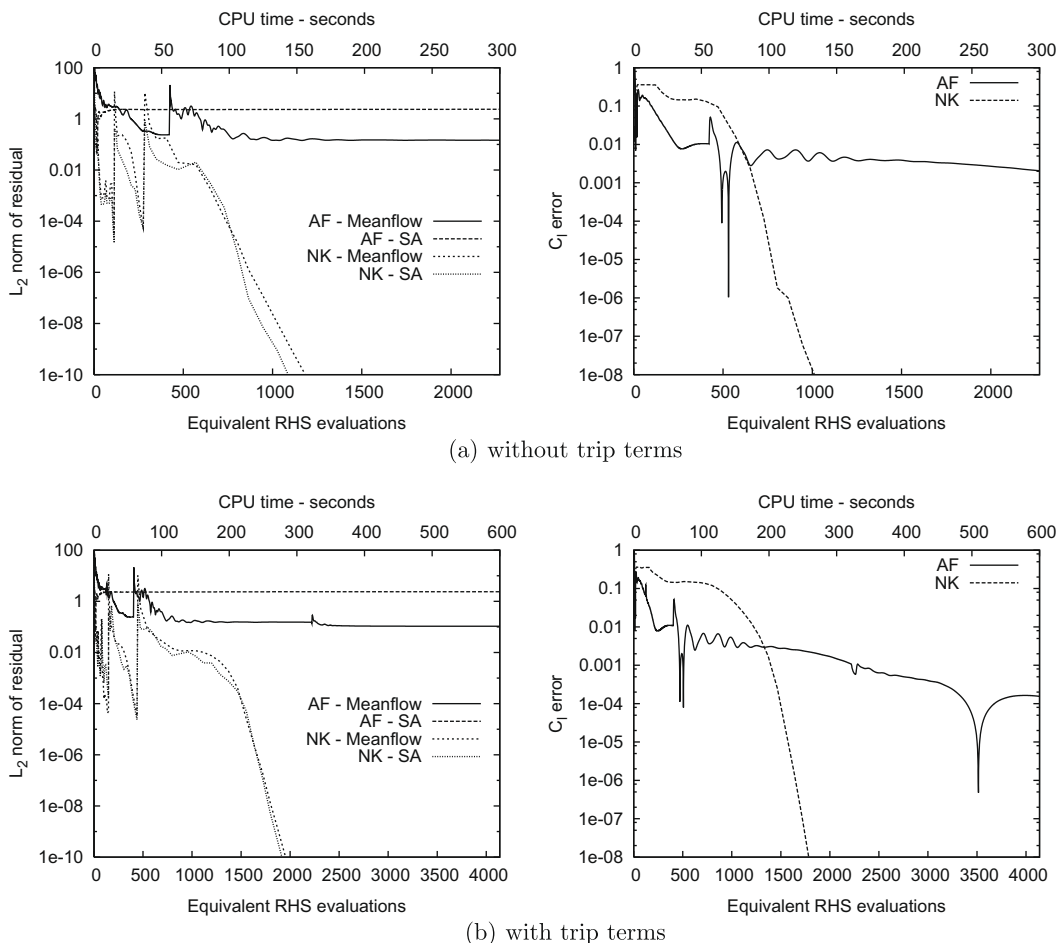 CPU time - seconds
0 50 100 150 200 250 300
100
1
0.01
1e-04
1e-06
1e-08
1e-10
L2 norm of residual
AF - Meanflow
AF - SA
NK - Meanflow
NK - SA
0 500 1000 1500 2000
Equivalent RHS evaluations
CPU time - seconds
0 50 100 150 200 250 300
1
0.1
0.01
0.001
1e-04
1e-05
1e-06
1e-07
1e-08
Cl error
AF
NK
0 500 1000 1500 2000
Equivalent RHS evaluations
(a) without trip terms
CPU time - seconds
0 100 200 300 400 500 600
100
1
0.01
1e-04
1e-06
1e-08
1e-10
L2 norm of residual
AF - Meanflow
AF - SA
NK - Meanflow
NK - SA
0 500 1000 1500 2000 2500 3000 3500 4000
Equivalent RHS evaluations
CPU time - seconds
0 100 200 300 400 500 600
1
0.1
0.01
0.001
1e-04
1e-05
1e-06
1e-07
1e-08
Cl error
AF
NK
0 500 1000 1500 2000 2500 3000 3500 4000
Equivalent RHS evaluations
(b) with trip terms